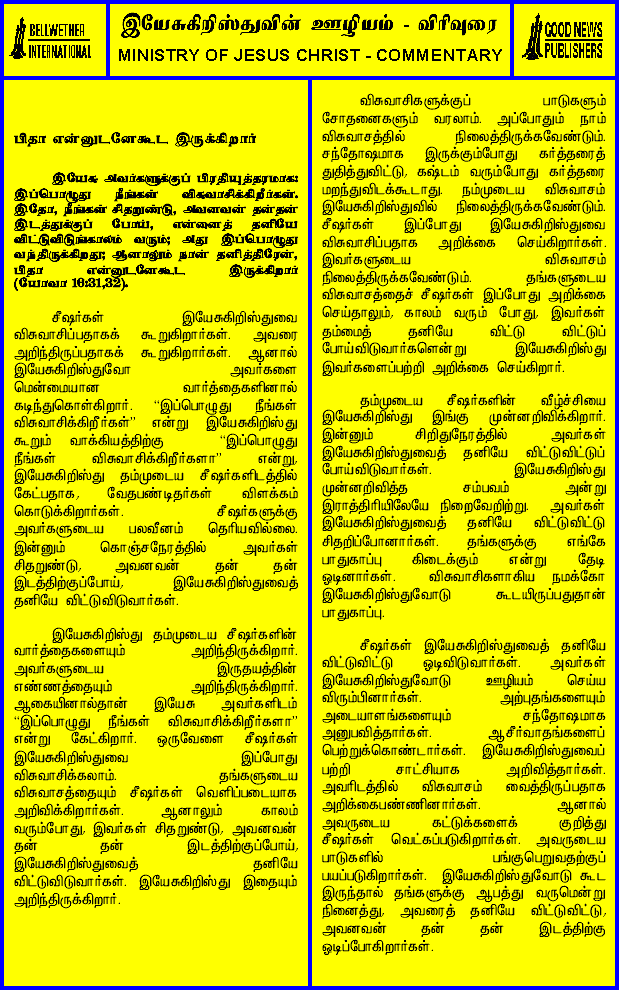 BELLWETHER
INTERNATIONAL
இயேசுகிறிஸ்துவின் ஊழியம் - விரிவுரை
MINISTRY OF JESUS CHRIST - COMMENTARY
GOOD NEWS
PUBLISHERS
பிதா என்னுடனேகூட இருக்கிறார்
இயேசு அவர்களுக்குப் பிரதியுத்தரமாக:
இப்பொழுது நீங்கள் விசுவாசிக்கிறீர்கள்.
இதோ, நீங்கள் சிதறுண்டு, அவனவன் தன்தன்
இடத்துக்குப் போய், என்னைத் தனியே
விட்டுவிடுங்காலம் வரும்; அது இப்பொழுது
வந்திருக்கிறது; ஆனாலும் நான் தனித்திரேன்,
பிதா என்னுடனேகூட இருக்கிறார்
(யோவா 16:31,32).
சீஷர்கள் இயேசுகிறிஸ்துவை
விசுவாசிப்பதாகக் கூறுகிறார்கள். அவரை
அறிந்திருப்பதாகக் கூறுகிறார்கள். ஆனால்
இயேசுகிறிஸ்துவோ அவர்களை
மென்மையான வார்த்தைகளினால்
கடிந்துகொள்கிறார். “இப்பொழுது நீங்கள்
விசுவாசிக்கிறீர்கள்” என்று இயேசுகிறிஸ்து
கூறும் வாக்கியத்திற்கு “இப்பொழுது
நீங்கள் விசுவாசிக்கிறீர்களா” என்று,
இயேசுகிறிஸ்து தம்முடைய சீஷர்களிடத்தில்
கேட்பதாக, வேதபண்டிதர்கள் விளக்கம்
கொடுக்கிறார்கள். சீஷர்களுக்கு
அவர்களுடைய பலவீனம் தெரியவில்லை.
இன்னும் கொஞ்சநேரத்தில் அவர்கள்
சிதறுண்டு, அவனவன் தன் தன்
இடத்திற்குப்போய், இயேசுகிறிஸ்துவைத்
தனியே விட்டுவிடுவார்கள்.
இயேசுகிறிஸ்து தம்முடைய சீஷர்களின்
வார்த்தைகளையும் அறிந்திருக்கிறார்.
அவர்களுடைய இருதயத்தின்
எண்ணத்தையும் அறிந்திருக்கிறார்.
ஆகையினால்தான் இயேசு அவர்களிடம்
“இப்பொழுது நீங்கள் விசுவாசிக்கிறீர்களா”
என்று கேட்கிறார். ஒருவேளை சீஷர்கள்
இயேசுகிறிஸ்துவை இப்போது
விசுவாசிக்கலாம். தங்களுடைய
விசுவாசத்தையும் சீஷர்கள் வெளிப்படையாக
அறிவிக்கிறார்கள். ஆனாலும் காலம்
வரும்போது, இவர்கள் சிதறுண்டு, அவனவன்
தன் தன் இடத்திற்குப்போய்,
இயேசுகிறிஸ்துவைத் தனியே
விட்டுவிடுவார்கள். இயேசுகிறிஸ்து இதையும்
அறிந்திருக்கிறார்.
விசுவாசிகளுக்குப் பாடுகளும்
சோதனைகளும் வரலாம். அப்போதும் நாம்
விசுவாசத்தில் நிலைத்திருக்கவேண்டும்.
சந்தோஷமாக இருக்கும்போது கர்த்தரைத்
துதித்துவிட்டு, கஷ்டம் வரும்போது கர்த்தரை
மறந்துவிடக்கூடாது. நம்முடைய விசுவாசம்
இயேசுகிறிஸ்துவில் நிலைத்திருக்கவேண்டும்.
சீஷர்கள் இப்போது இயேசுகிறிஸ்துவை
விசுவாசிப்பதாக அறிக்கை செய்கிறார்கள்.
இவர்களுடைய விசுவாசம்
நிலைத்திருக்கவேண்டும். தங்களுடைய
விசுவாசத்தைச் சீஷர்கள் இப்போது அறிக்கை
செய்தாலும், காலம் வரும் போது, இவர்கள்
தம்மைத் தனியே விட்டு விட்டுப்
போய்விடுவார்களென்று இயேசுகிறிஸ்து
இவர்களைப்பற்றி அறிக்கை செய்கிறார்.
தம்முடைய சீஷர்களின் வீழ்ச்சியை
இயேசுகிறிஸ்து இங்கு முன்னறிவிக்கிறார்.
இன்னும் சிறிதுநேரத்தில் அவர்கள்
இயேசுகிறிஸ்துவைத் தனியே விட்டுவிட்டுப்
போய்விடுவார்கள். இயேசுகிறிஸ்து
முன்னறிவித்த சம்பவம் அன்று
இராத்திரியிலேயே நிறைவேறிற்று. அவர்கள்
இயேசுகிறிஸ்துவைத் தனியே விட்டுவிட்டு
சிதறிப்போனார்கள். தங்களுக்கு எங்கே
பாதுகாப்பு கிடைக்கும் என்று தேடி
ஓடினார்கள். விசுவாசிகளாகிய நமக்கோ
இயேசுகிறிஸ்துவோடு கூடயிருப்பதுதான்
பாதுகாப்பு.
சீஷர்கள் இயேசுகிறிஸ்துவைத் தனியே
விட்டுவிட்டு ஓடிவிடுவார்கள். அவர்கள்
இயேசுகிறிஸ்துவோடு ஊழியம் செய்ய
விரும்பினார்கள். அற்புதங்களையும்
அடையாளங்களையும் சந்தோஷமாக
அனுபவித்தார்கள். ஆசீர்வாதங்களைப்
பெற்றுக்கொண்டார்கள். இயேசுகிறிஸ்துவைப்
பற்றி சாட்சியாக அறிவித்தார்கள்.
அவரிடத்தில் விசுவாசம் வைத்திருப்பதாக
அறிக்கைபண்ணினார்கள். ஆனால்
அவருடைய கட்டுக்களைக் குறித்து
சீஷர்கள் வெட்கப்படுகிறார்கள். அவருடைய
பாடுகளில் பங்குபெறுவதற்குப்
பயப்படுகிறார்கள். இயேசுகிறிஸ்துவோடு கூட
இருந்தால் தங்களுக்கு ஆபத்து வருமென்று
நினைத்து, அவரைத் தனியே விட்டுவிட்டு,
அவனவன் தன் தன் இடத்திற்கு
ஓடிப்போகிறார்கள்.